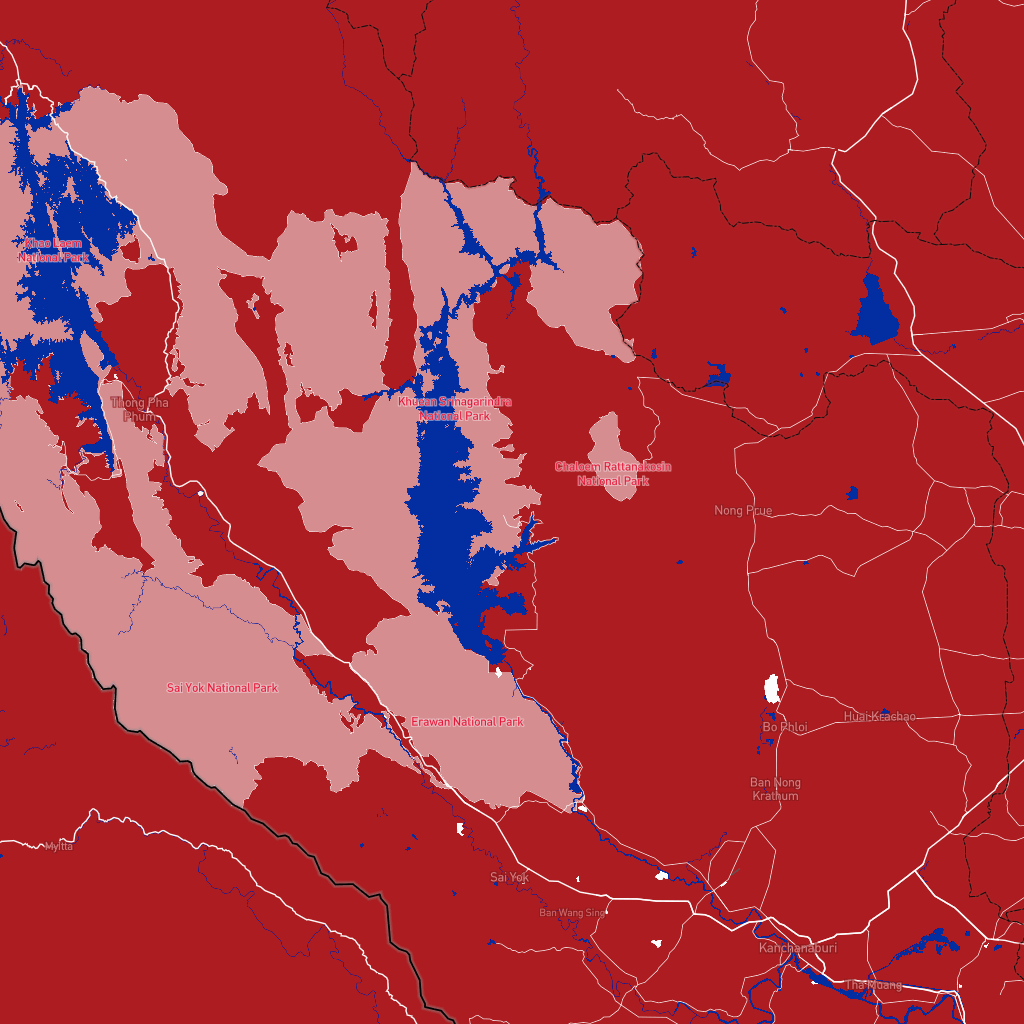 Khao Laem
National Park
Thong Pha
Phum
Khuean Srinagarindra
National Park
Chaloem Rattanakosin
National Park
Nong Prue
Sai Yok National Park
Erawan National Park
Huai Krachao
Bo Phloi
Ban Nong
Krathum
Myitta
Sai Yok
Ban Wang Sing
Kanchanaburi
Tha Muang